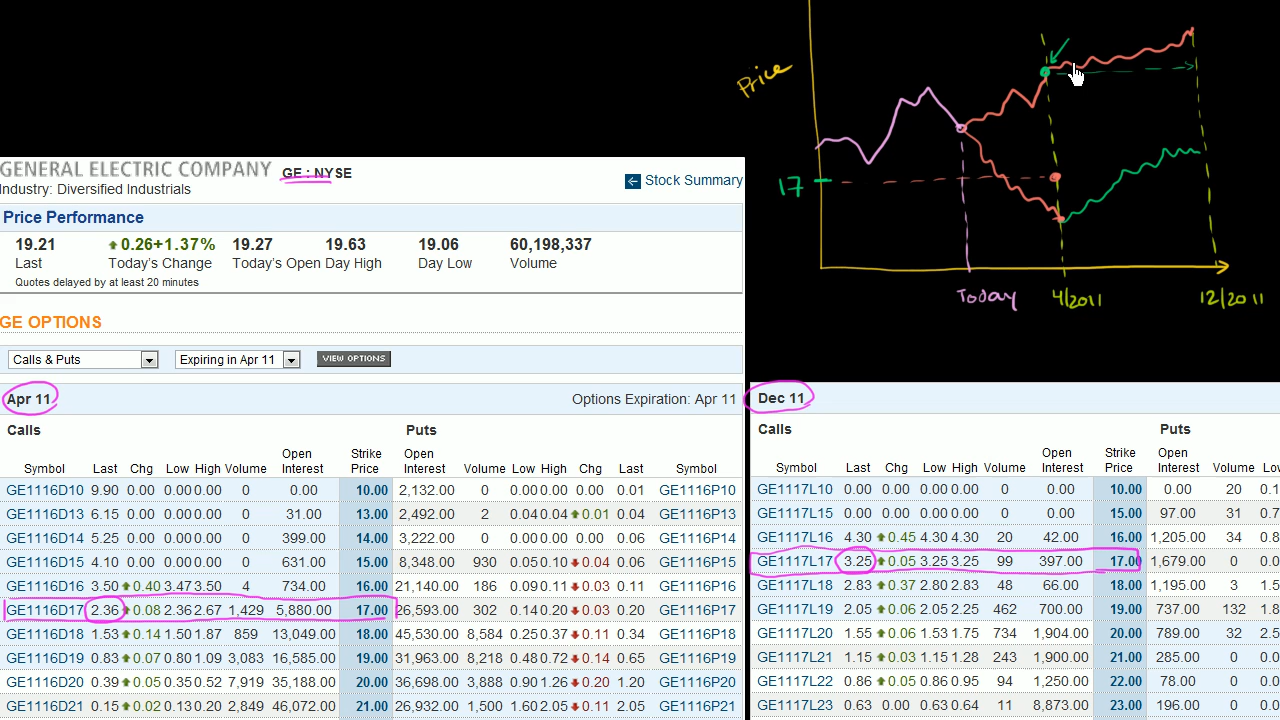 Price
17
Today
4/2011
12/2011
GENERAL ELECTRIC COMPANY GE : NYSE
Industry: Diversified Industrials
Stock Summary
Price Performance
19.21 0.26+1.37% 19.27 19.63 19.06 60,198,337
Last Today's Change Today's Open Day High Day Low Volume
Quotes delayed by at least 20 minutes
GE OPTIONS
Calls & Puts Expiring in Apr 11 VIEW OPTIONS
Apr 11 Options Expiration: Apr 11
Calls Puts
Open Strike Open
Symbol Last Chg Low High Volume Interest Price Interest Volume Low High Chg Last Symbol
GE1116D10 9.90 0.00 0.00 0.00 0 0.00 10.00 2,132.00 0 0.00 0.00 0.00 0.01 GE1116P10
GE1116D13 6.15 0.00 0.00 0.00 0 31.00 13.00 2,492.00 2 0.04 0.04 0.01 0.04 GE1116P13
GE1116D14 5.25 0.00 0.00 0.00 0 399.00 14.00 3,222.00 0 0.00 0.00 0.00 0.06 GE1116P14
GE1116D15 4.10 0.00 0.00 0.00 0 631.00 15.00 8,348.00 930 0.05 0.10 0.04 0.06 GE1116P15
GE1116D16 3.50 0.40 3.50 3.50 4 784.00 16.00 21,140.00 186 0.09 0.11 0.03 0.11 GE1116P16
GE1116D17 2.36 0.08 2.36 2.67 1,429 5,880.00 17.00 26,593.00 302 0.14 0.20 0.03 0.20 GE1116P17
GE1116D18 1.53 0.14 1.50 1.87 859 13,049.00 18.00 45,530.00 8,584 0.25 0.37 0.11 0.34 GE1116P18
GE1116D19 0.83 0.07 0.80 1.09 3,083 16,585.00 19.00 31,963.00 8,218 0.48 0.72 0.14 0.65 GE1116P19
GE1116D20 0.39 0.05 0.35 0.52 7,919 35,188.00 20.00 36,698.00 3,888 0.90 1.26 0.20 1.20 GE1116P20
GE1116D21 0.15 0.02 0.13 0.20 2,849 46,072.00 21.00 26,932.00 1,500 1.60 2.05 0.11 2.05 GE1116P21
Dec 11
Calls Puts
Open Strike Open
Symbol Last Chg Low High Volume Interest Price Interest Volume
GE1117L10 0.00 0.00 0.00 0.00 0 0.00 10.00 0.00 20
GE1117L15 0.00 0.00 0.00 0.00 0 0.00 15.00 97.00 31
GE1117L16 4.30 0.45 4.30 4.30 20 42.00 16.00 1,205.00 34
GE1117L17 3.25 0.05 3.25 3.25 99 397.00 17.00 1,673.00 0
GE1117L18 0.37 2.80 2.83 48 66.00 18.00 1,195.00
GE1117L19 2.05 0.06 2.05 2.25 462 700.00 19.00 737.00 132
GE1117L20 1.55 0.06 1.53 1.75 734 1,904.00 20.00 789.00 32
GE1117L21 1.15 0.03 1.15 1.28 243 1,900.00 21.00 285.00 0
GE1117L22 0.86 0.05 0.86 0.95 94 1,250.00 22.00 78.00 0
GE1117L23 0.63 0.00 0.63 0.64 11 8,873.00 23.00 196.00 0